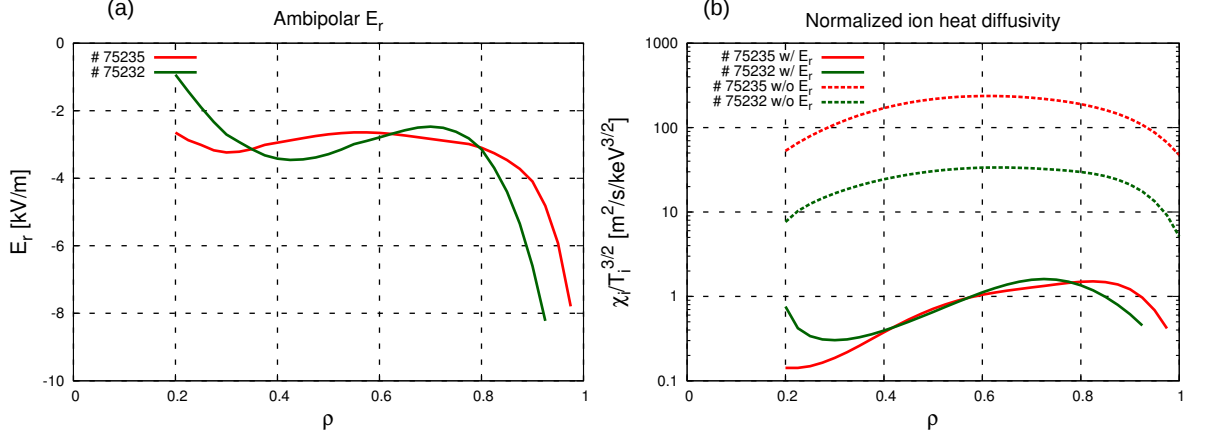 (a)
Ambipolar E_r
# 75235
# 75232
0
-2
-4
-6
-8
-10
E_r [kV/m]
0 0.2 0.4 0.6 0.8 1
ρ
(b)
Normalized ion heat diffusivity
# 75235 w/ E_r
# 75232 w/ E_r
# 75235 w/o E_r
# 75232 w/o E_r
1000
100
10
1
0.1
χ_i/T_i^{3/2} [m^2/s/keV^{3/2}]
0 0.2 0.4 0.6 0.8 1
ρ